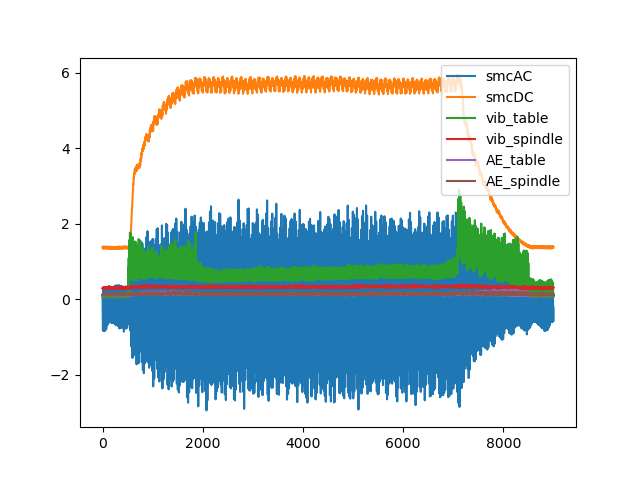 6
4
2
0
−2
0
2000
4000
6000
8000
smcAC
smcDC
vib_table
vib_spindle
AE_table
AE_spindle